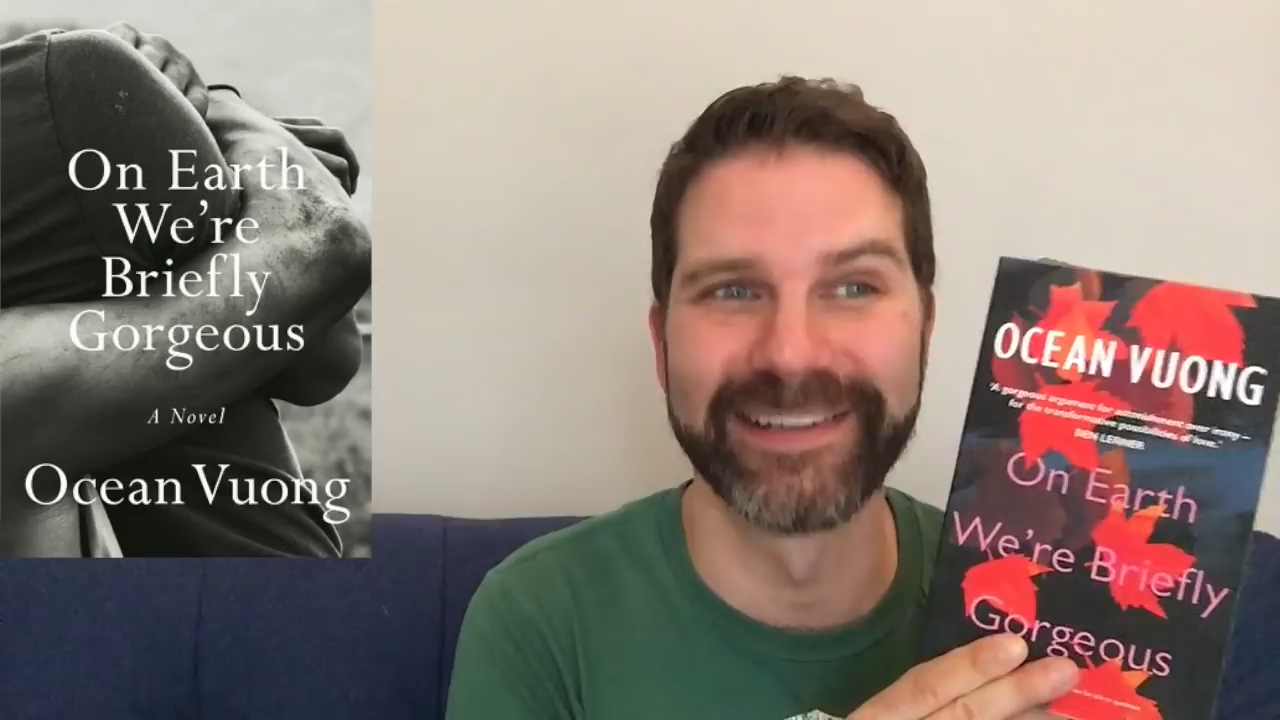 On Earth
We're
Briefly
Gorgeous
A Novel
Ocean Vuong
OCEAN VUONG
'A gorgeous argument for astonishment over irony –
for the transformative possibilities of love.'
BEN LERNER
On Earth
We're Briefly
Gorgeous